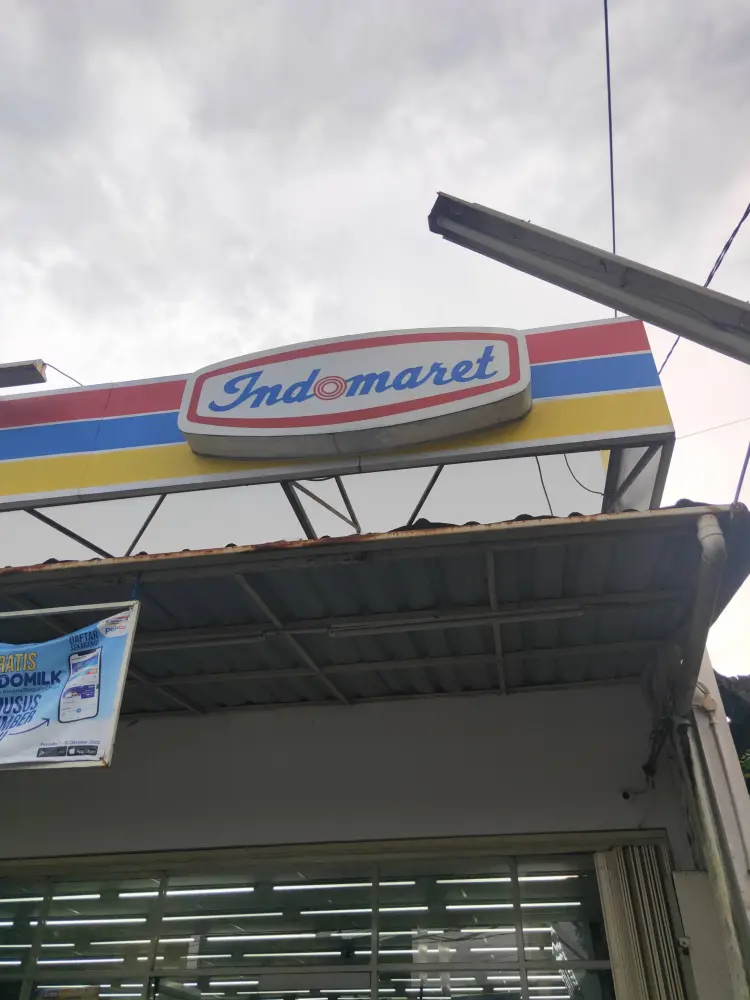 Indomaret
DAFTAR
SEKARANG
RATIS
DOMILK
USUS
MBER